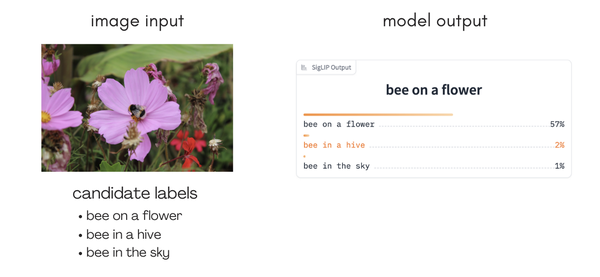 image input
model output
SigLIP Output
bee on a flower
bee on a flower 57%
bee in a hive 2%
bee in the sky 1%
candidate labels
• bee on a flower
• bee in a hive
• bee in the sky